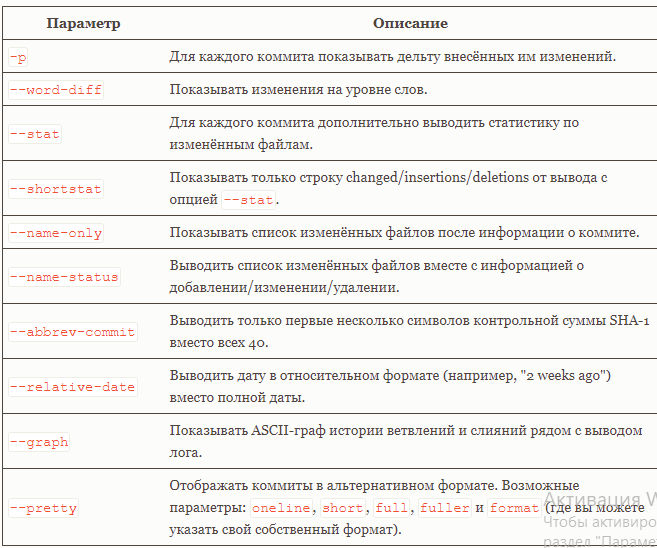 Параметр Описание
-p Для каждого коммита показывать дельту внесённых им изменений.
--word-diff Показывать изменения на уровне слов.
--stat Для каждого коммита дополнительно выводить статистику по
изменённым файлам.
--shortstat Показывать только строку changed/insertions/deletions от вывода с
опцией --stat.
--name-only Показывать список изменённых файлов после информации о коммите.
--name-status Выводить список изменённых файлов вместе с информацией о
добавлении/изменении/удалении.
--abbrev-commit Выводить только первые несколько символов контрольной суммы SHA-1
вместо всех 40.
--relative-date Выводить дату в относительном формате (например, "2 weeks ago")
вместо полной даты.
--graph Показывать ASCII-граф истории ветвлений и слияний рядом с выводом
лога.
--pretty Отображать коммиты в альтернативном формате. Возможные
параметры: oneline, short, full, fuller и format (где вы можете
указать свой собственный формат).
Активация W
Чтобы активиро
раздел "Параме